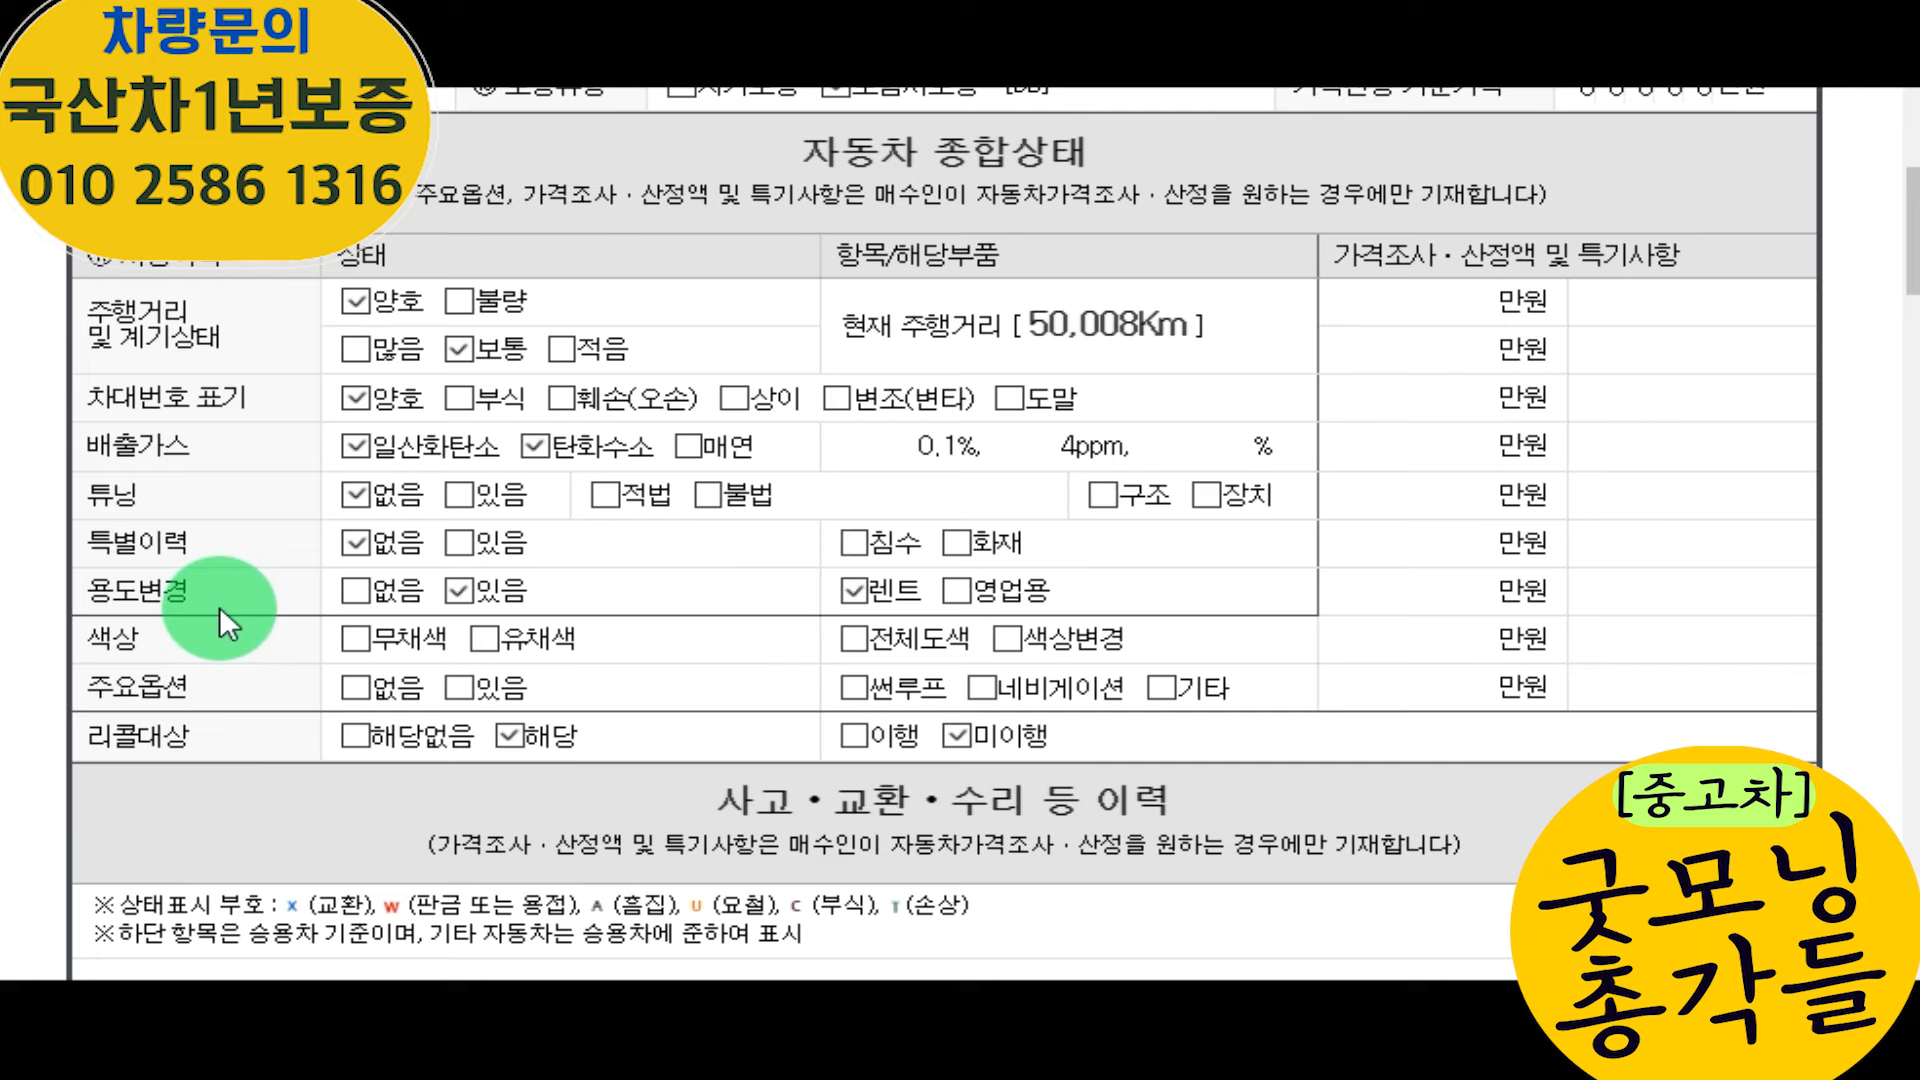 차량문의
국산차1년보증
010 2586 1316
자동차 종합상태
주요옵션, 가격조사 · 산정액 및 특기사항은 매수인이 자동차가격조사 · 산정을 원하는 경우에만 기재합니다)
상태 항목/해당부품 가격조사 · 산정액 및 특기사항
주행거리
및 계기상태
양호 불량 만원
현재 주행거리 [ 50,008Km ]
많음 보통 적음 만원
차대번호 표기 양호 부식 훼손(오손) 상이 변조(변타) 도말 만원
배출가스 일산화탄소 탄화수소 매연 0.1%, 4ppm, % 만원
튜닝 없음 있음 적법 불법 구조 장치 만원
특별이력 없음 있음 침수 화재 만원
용도변경 없음 있음 렌트 영업용 만원
색상 무채색 유채색 전체도색 색상변경 만원
주요옵션 없음 있음 썬루프 네비게이션 기타 만원
리콜대상 해당없음 해당 이행 미이행
사고 · 교환 · 수리 등 이력
(가격조사 · 산정액 및 특기사항은 매수인이 자동차가격조사 · 산정을 원하는 경우에만 기재합니다)
※ 상태표시 부호 : X (교환), W (판금 또는 용접), A (흠집), U (요철), C (부식), T (손상)
※ 하단 항목은 승용차 기준이며, 기타 자동차는 승용차에 준하여 표시
[중고차]
굿모닝
총각들